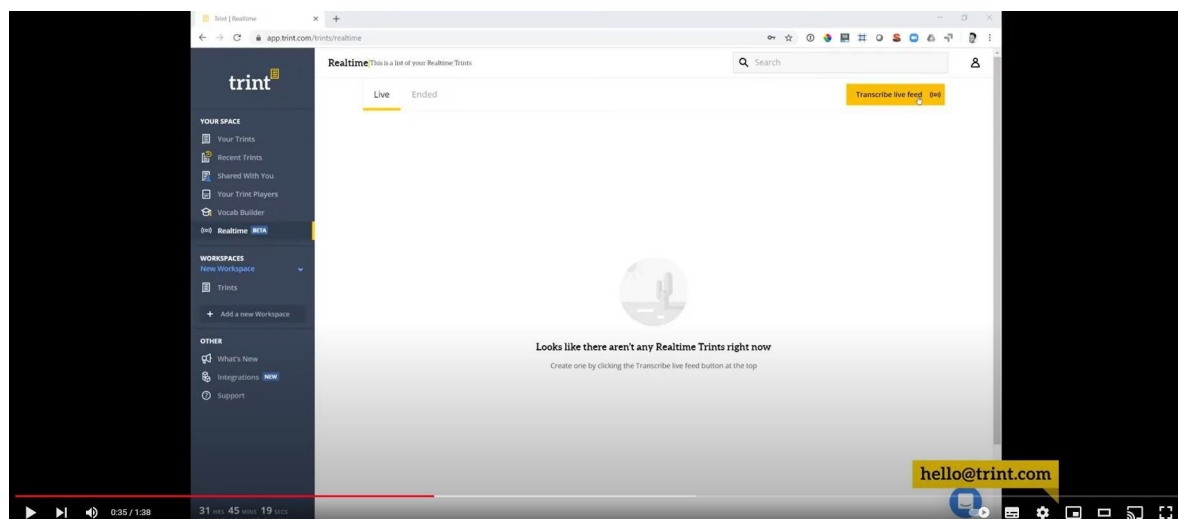 Trint | Realtime
app.trint.com/trints/realtime
trint
Realtime This is a list of your Realtime Trints
Search
Live Ended
Transcribe live feed
YOUR SPACE
Your Trints
Recent Trints
Shared With You
Your Trint Players
Vocab Builder
Realtime BETA
WORKSPACES
New Workspace
Trints
+ Add a new Workspace
OTHER
What's New
Integrations NEW
Support
31 HRS 45 MINS 19 SECS
Looks like there aren't any Realtime Trints right now
Create one by clicking the Transcribe live feed button at the top
hello@trint.com
0:35 / 1:38